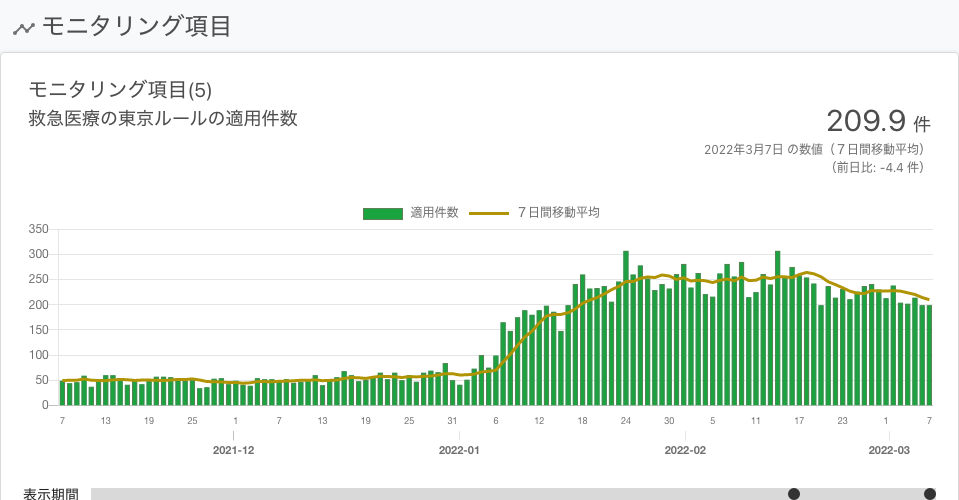 モニタリング項目
モニタリング項目(5)
救急医療の東京ルールの適用件数
209.9 件
2022年3月7日 の数値（７日間移動平均）
（前日比: -4.4 件）
適用件数 ７日間移動平均
350
300
250
200
150
100
50
0
7 13 19 25 1 7 13 19 25 31 6 12 18 24 30 5 11 17 23 1 7
2021-12 2022-01 2022-02 2022-03
表示期間